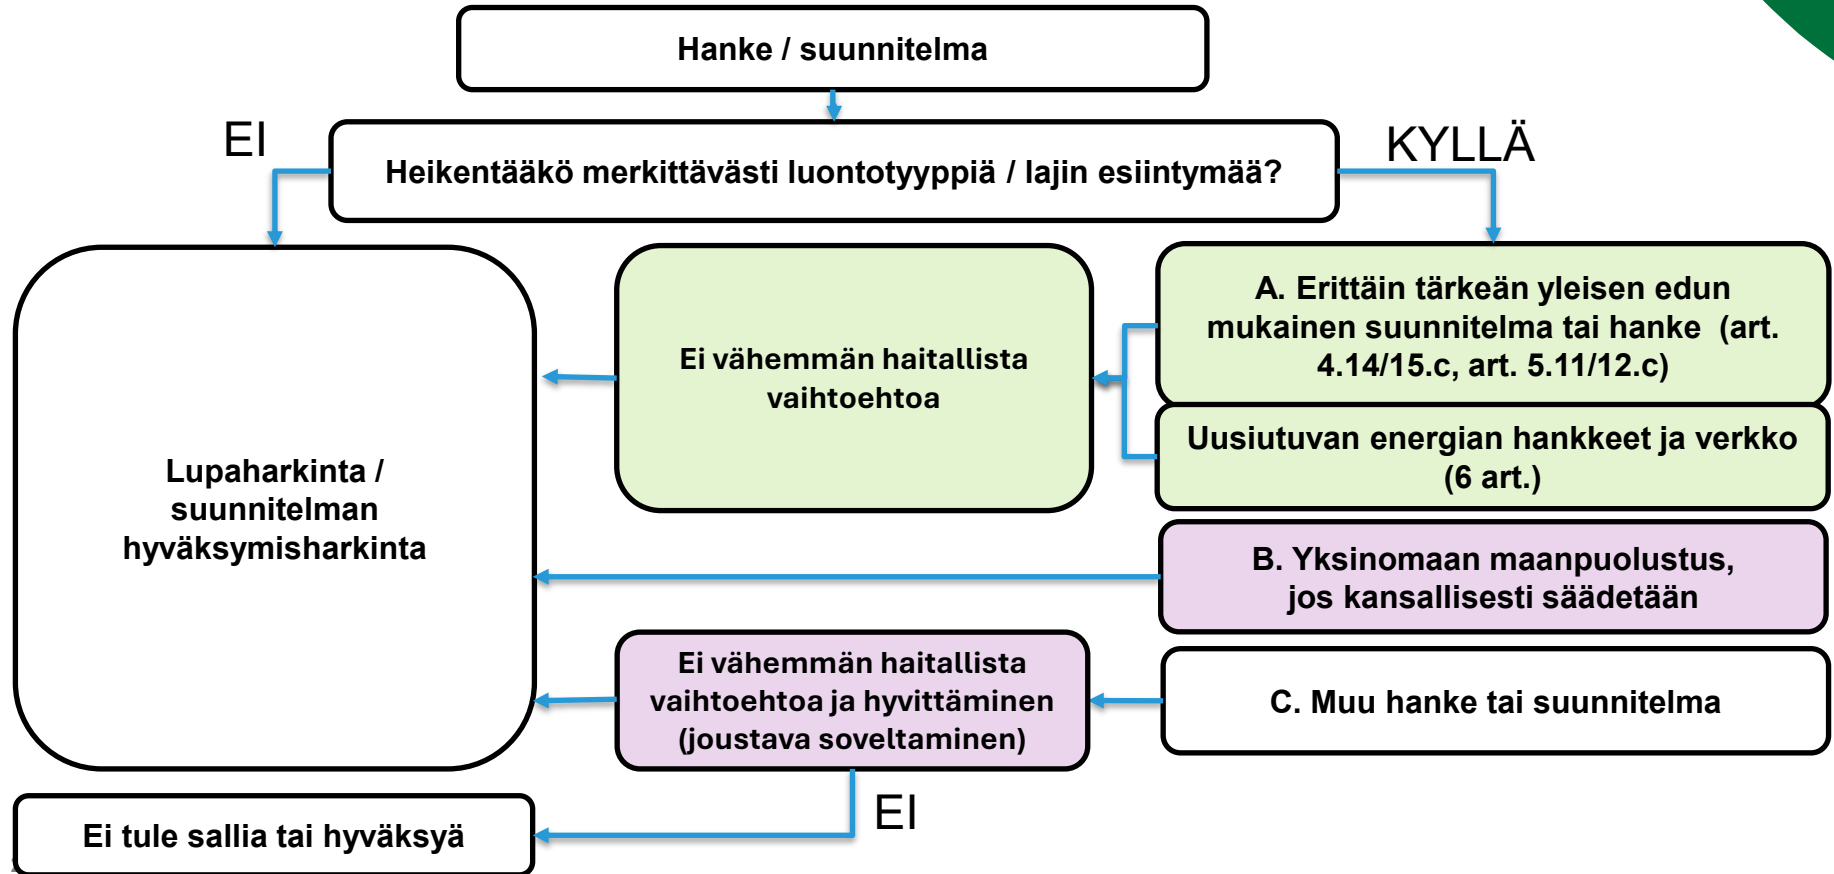 Hanke / suunnitelma
EI
KYLLÄ
Heikentääkö merkittävästi luontotyyppiä / lajin esiintymää?
A. Erittäin tärkeän yleisen edun
mukainen suunnitelma tai hanke (art.
4.14/15.c, art. 5.11/12.c)
Ei vähemmän haitallista
vaihtoehtoa
Uusiutuvan energian hankkeet ja verkko
(6 art.)
Lupaharkinta /
suunnitelman
hyväksymisharkinta
B. Yksinomaan maanpuolustus,
jos kansallisesti säädetään
Ei vähemmän haitallista
vaihtoehtoa ja hyvittäminen
(joustava soveltaminen)
C. Muu hanke tai suunnitelma
EI
Ei tule sallia tai hyväksyä